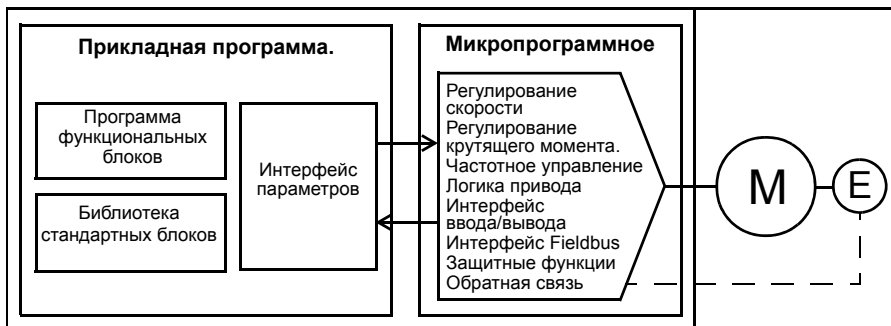 Прикладная программа.
Программа
функциональных
блоков
Библиотека
стандартных блоков
Интерфейс
параметров
Микропрограммное
Регулирование
скорости
Регулирование
крутящего момента.
Частотное управление
Логика привода
Интерфейс
ввода/вывода
Интерфейс Fieldbus
Защитные функции
Обратная связь
M
E